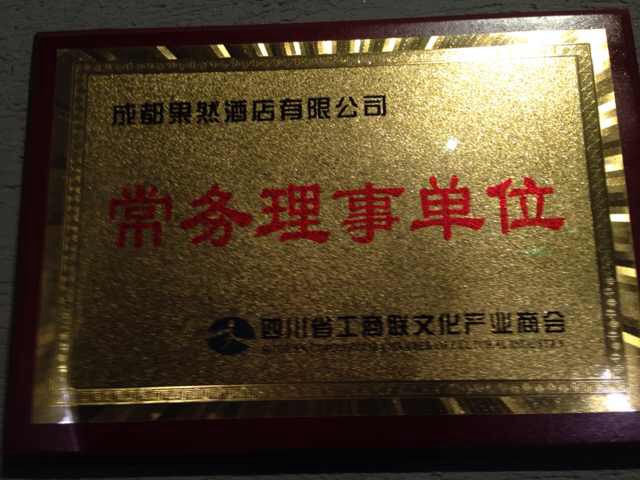 成都果然酒店有限公司
常务理事单位
四川省工商联文化产业商会